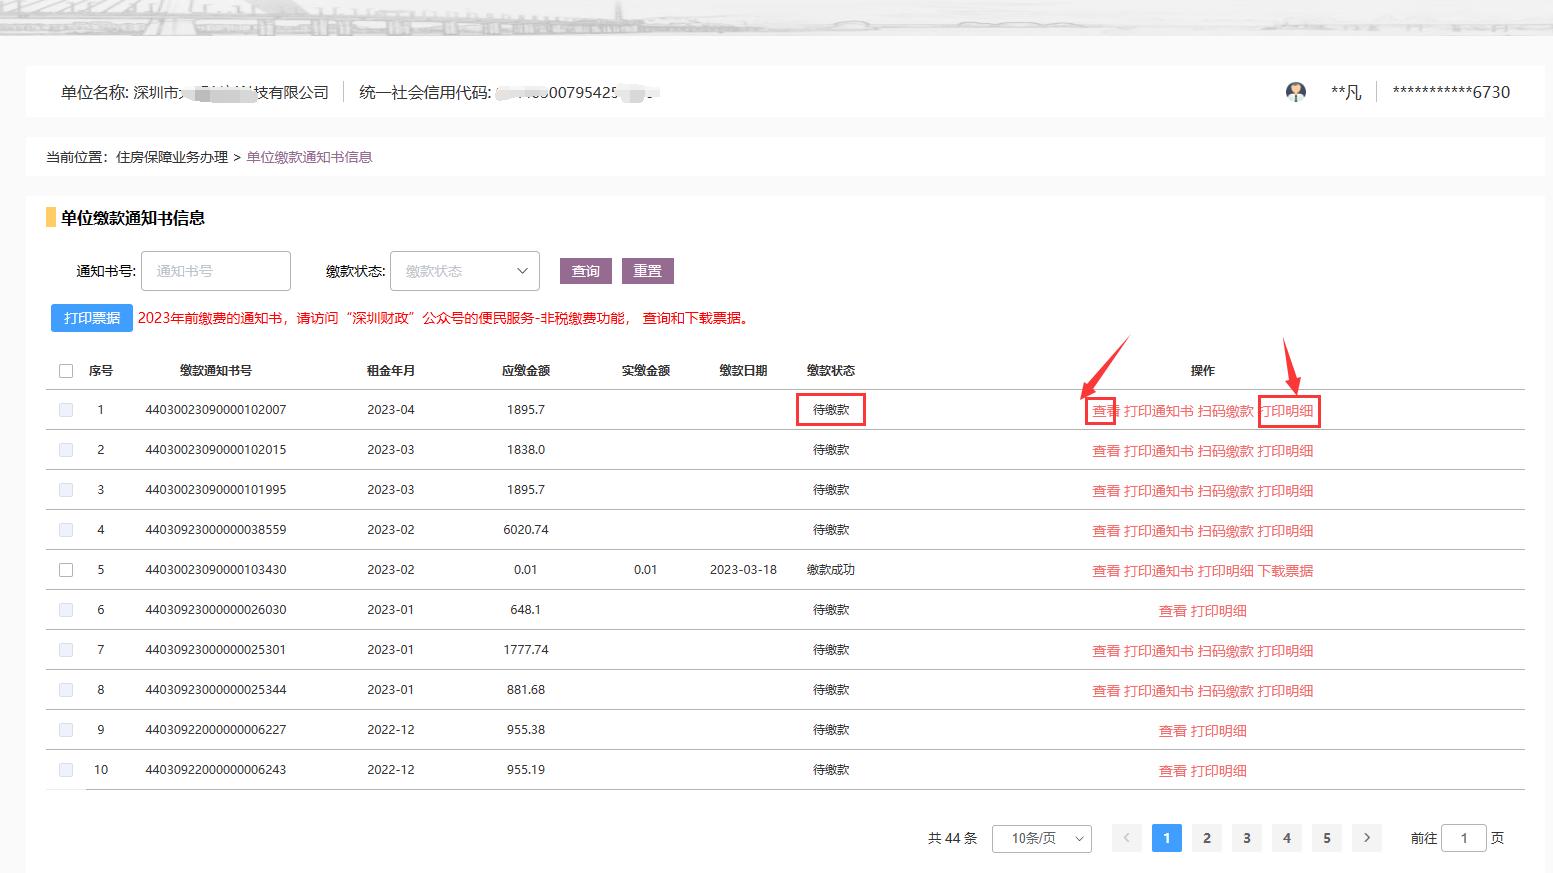 单位名称: 深圳市 技有限公司 统一社会信用代码: 300795425 **凡 ***********6730
当前位置：住房保障业务办理 > 单位缴款通知书信息
单位缴款通知书信息
通知书号: 通知书号 缴款状态: 缴款状态 查询 重置
打印票据 2023年前缴费的通知书，请访问“深圳财政”公众号的便民服务-非税缴费功能， 查询和下载票据。
序号 缴款通知书号 租金年月 应缴金额 实缴金额 缴款日期 缴款状态 操作
1 44030023090000102007 2023-04 1895.7 待缴款 查看 打印通知书 扫码缴款 打印明细
2 44030023090000102015 2023-03 1838.0 待缴款 查看 打印通知书 扫码缴款 打印明细
3 44030023090000101995 2023-03 1895.7 待缴款 查看 打印通知书 扫码缴款 打印明细
4 44030923000000038559 2023-02 6020.74 待缴款 查看 打印通知书 扫码缴款 打印明细
5 44030023090000103430 2023-02 0.01 0.01 2023-03-18 缴款成功 查看 打印通知书 打印明细 下载票据
6 44030923000000026030 2023-01 648.1 待缴款 查看 打印明细
7 44030923000000025301 2023-01 1777.74 待缴款 查看 打印通知书 扫码缴款 打印明细
8 44030923000000025344 2023-01 881.68 待缴款 查看 打印通知书 扫码缴款 打印明细
9 44030922000000006227 2022-12 955.38 待缴款 查看 打印明细
10 44030922000000006243 2022-12 955.19 待缴款 查看 打印明细
共 44 条 10条/页 < 1 2 3 4 5 > 前往 1 页